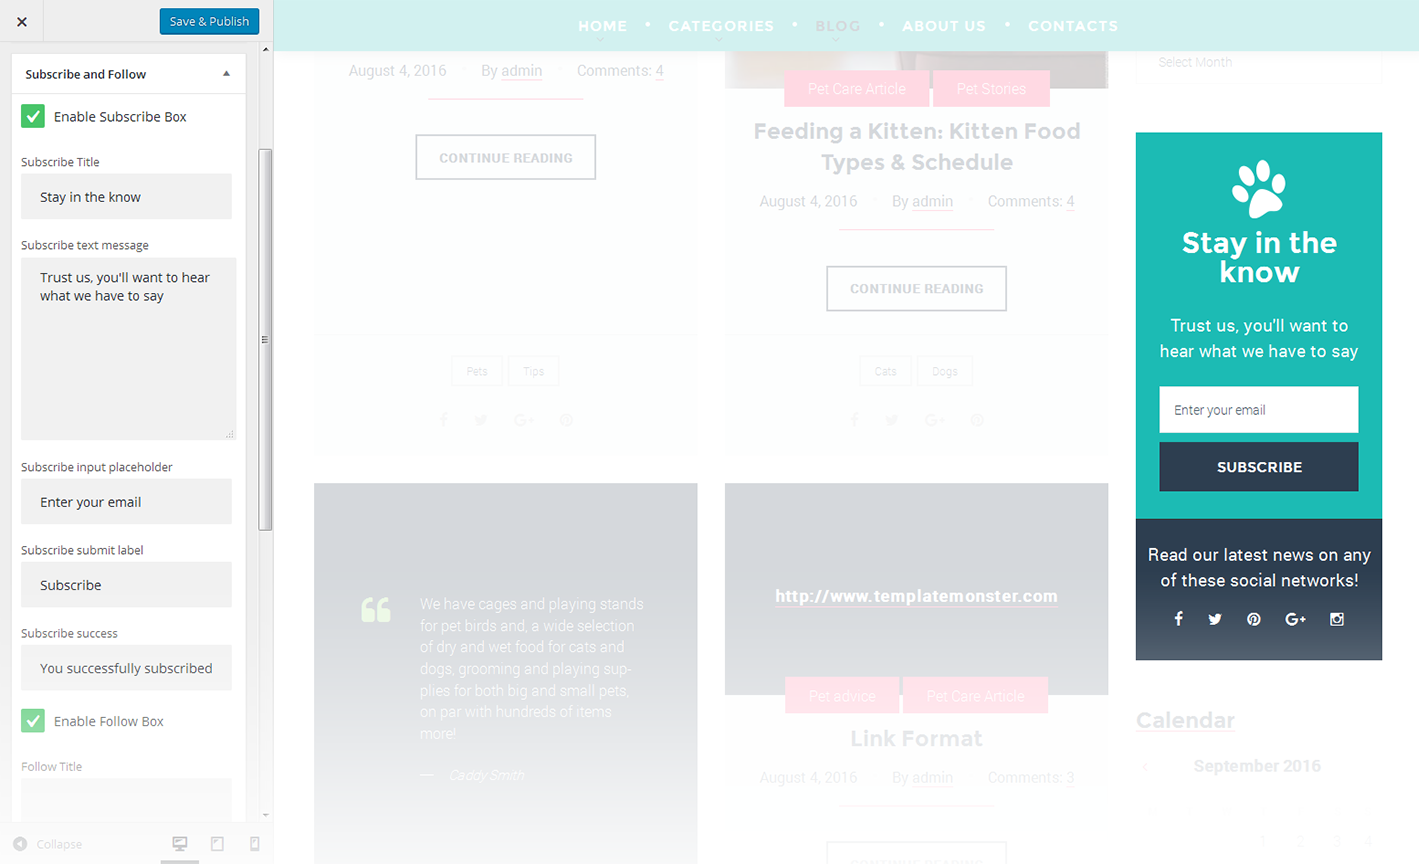 Save & Publish
Subscribe and Follow
Enable Subscribe Box
Subscribe Title
Stay in the know
Subscribe text message
Trust us, you'll want to hear
what we have to say
Subscribe input placeholder
Enter your email
Subscribe submit label
Subscribe
Subscribe success
You successfully subscribed
Enable Follow Box
Follow Title
Collapse
HOME • CATEGORIES • BLOG • ABOUT US • CONTACTS
August 4, 2016 By admin Comments: 4
CONTINUE READING
Pets Tips
We have cages and playing stands
for pet birds and, a wide selection
of dry and wet food for cats and
dogs, grooming and playing sup-
plies for both big and small pets,
on par with hundreds of items
more!
— Caddy Smith
Pet Care Article Pet Stories
Feeding a Kitten: Kitten Food
Types & Schedule
August 4, 2016 By admin Comments: 4
CONTINUE READING
Cats Dogs
http://www.templatemonster.com
Pet advice Pet Care Article
Link Format
August 4, 2016 By admin Comments: 3
CONTINUE READING
Select Month
Stay in the
know
Trust us, you'll want to
hear what we have to say
Enter your email
SUBSCRIBE
Read our latest news on any
of these social networks!
Calendar
‹ September 2016
1 2 3 4